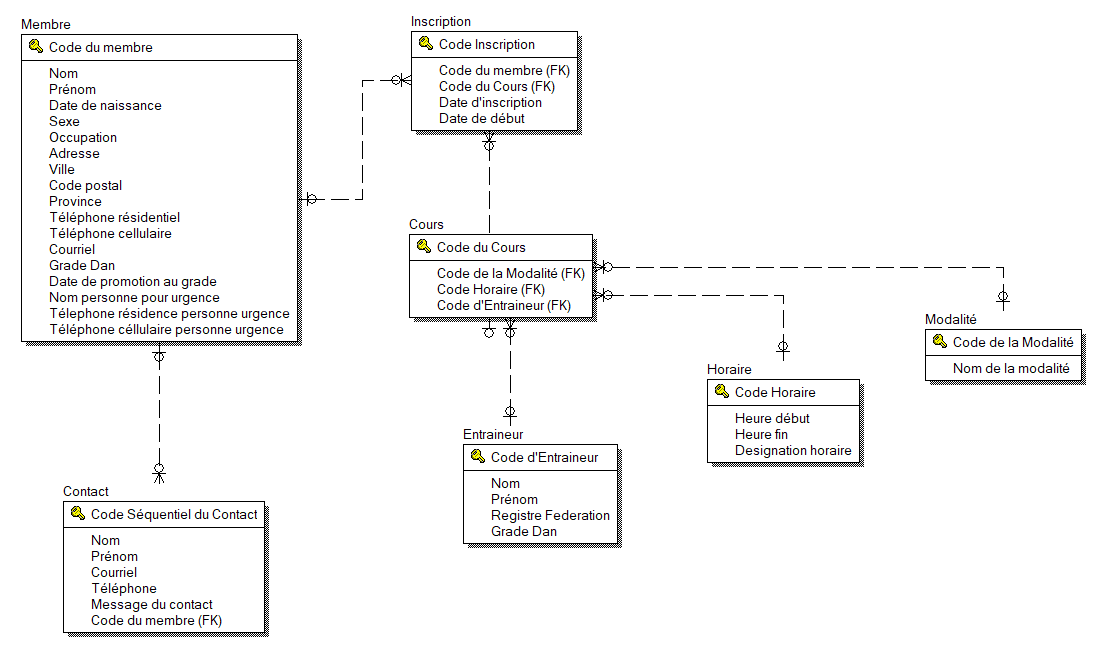 Membre
Code du membre
Nom
Prénom
Date de naissance
Sexe
Occupation
Adresse
Ville
Code postal
Province
Téléphone résidentiel
Téléphone cellulaire
Courriel
Grade Dan
Date de promotion au grade
Nom personne pour urgence
Télephone résidence personne urgence
Téléphone céllulaire personne urgence
Inscription
Code Inscription
Code du membre (FK)
Code du Cours (FK)
Date d'inscription
Date de début
Cours
Code du Cours
Code de la Modalité (FK)
Code Horaire (FK)
Code d'Entraineur (FK)
Modalité
Code de la Modalité
Nom de la modalité
Horaire
Code Horaire
Heure début
Heure fin
Designation horaire
Entraineur
Code d'Entraineur
Nom
Prénom
Registre Federation
Grade Dan
Contact
Code Séquentiel du Contact
Nom
Prénom
Courriel
Téléphone
Message du contact
Code du membre (FK)